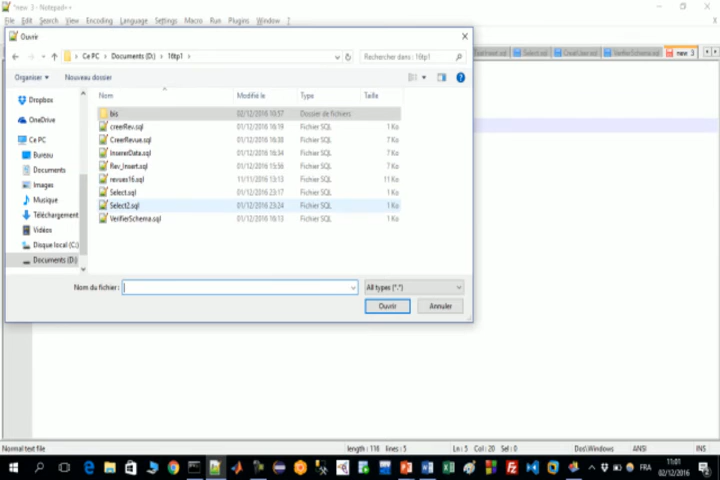 *new 3 - Notepad++
File Edit Search View Encoding Language Settings Macro Run Plugins Window ?
Select.sql CreaUser.sql VerifierSchema.sql new 3
Ouvrir
Ce PC > Documents (D:) > 16tp1 >
Rechercher dans : 16tp1
Organiser
Nouveau dossier
Nom Modifié le Type Taille
Dropbox
OneDrive
Ce PC
Bureau
Documents
Images
Musique
Téléchargement
Vidéos
Disque local (C:)
Documents (D:)
bis 02/12/2016 10:57 Dossier de fichiers
creerRev.sql 01/12/2016 16:19 Fichier SQL 1 Ko
CreerRevue.sql 01/12/2016 16:38 Fichier SQL 7 Ko
InsererData.sql 01/12/2016 16:34 Fichier SQL 7 Ko
Rev_Insert.sql 01/12/2016 15:56 Fichier SQL 7 Ko
revues16.sql 11/11/2016 13:13 Fichier SQL 11 Ko
Select.sql 01/12/2016 23:17 Fichier SQL 1 Ko
Select2.sql 01/12/2016 23:24 Fichier SQL 1 Ko
VerifierSchema.sql 01/12/2016 16:13 Fichier SQL 1 Ko
Nom du fichier :
All types (*.*)
Ouvrir
Annuler
Normal text file
length : 116 lines : 5
Ln : 5 Col : 20 Sel : 0
Dos\Windows
ANSI
INS
FRA
11:01
02/12/2016